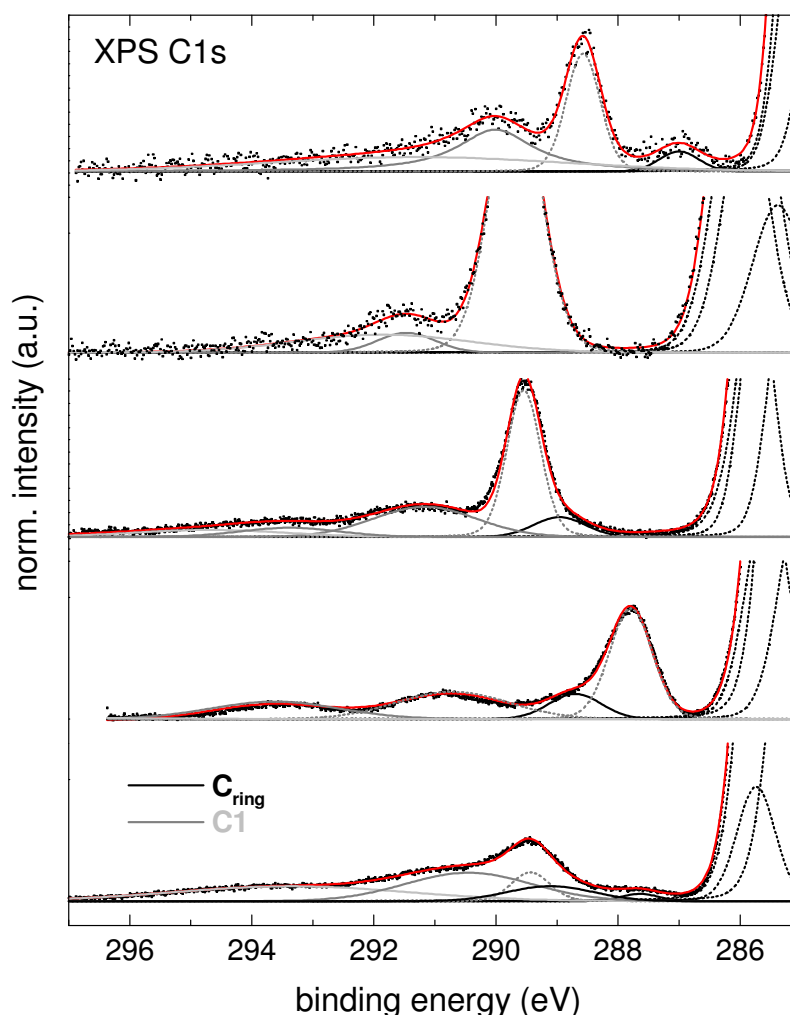 XPS C1s
norm. intensity (a.u.)
C ring
C1
296 294 292 290 288 286
binding energy (eV)